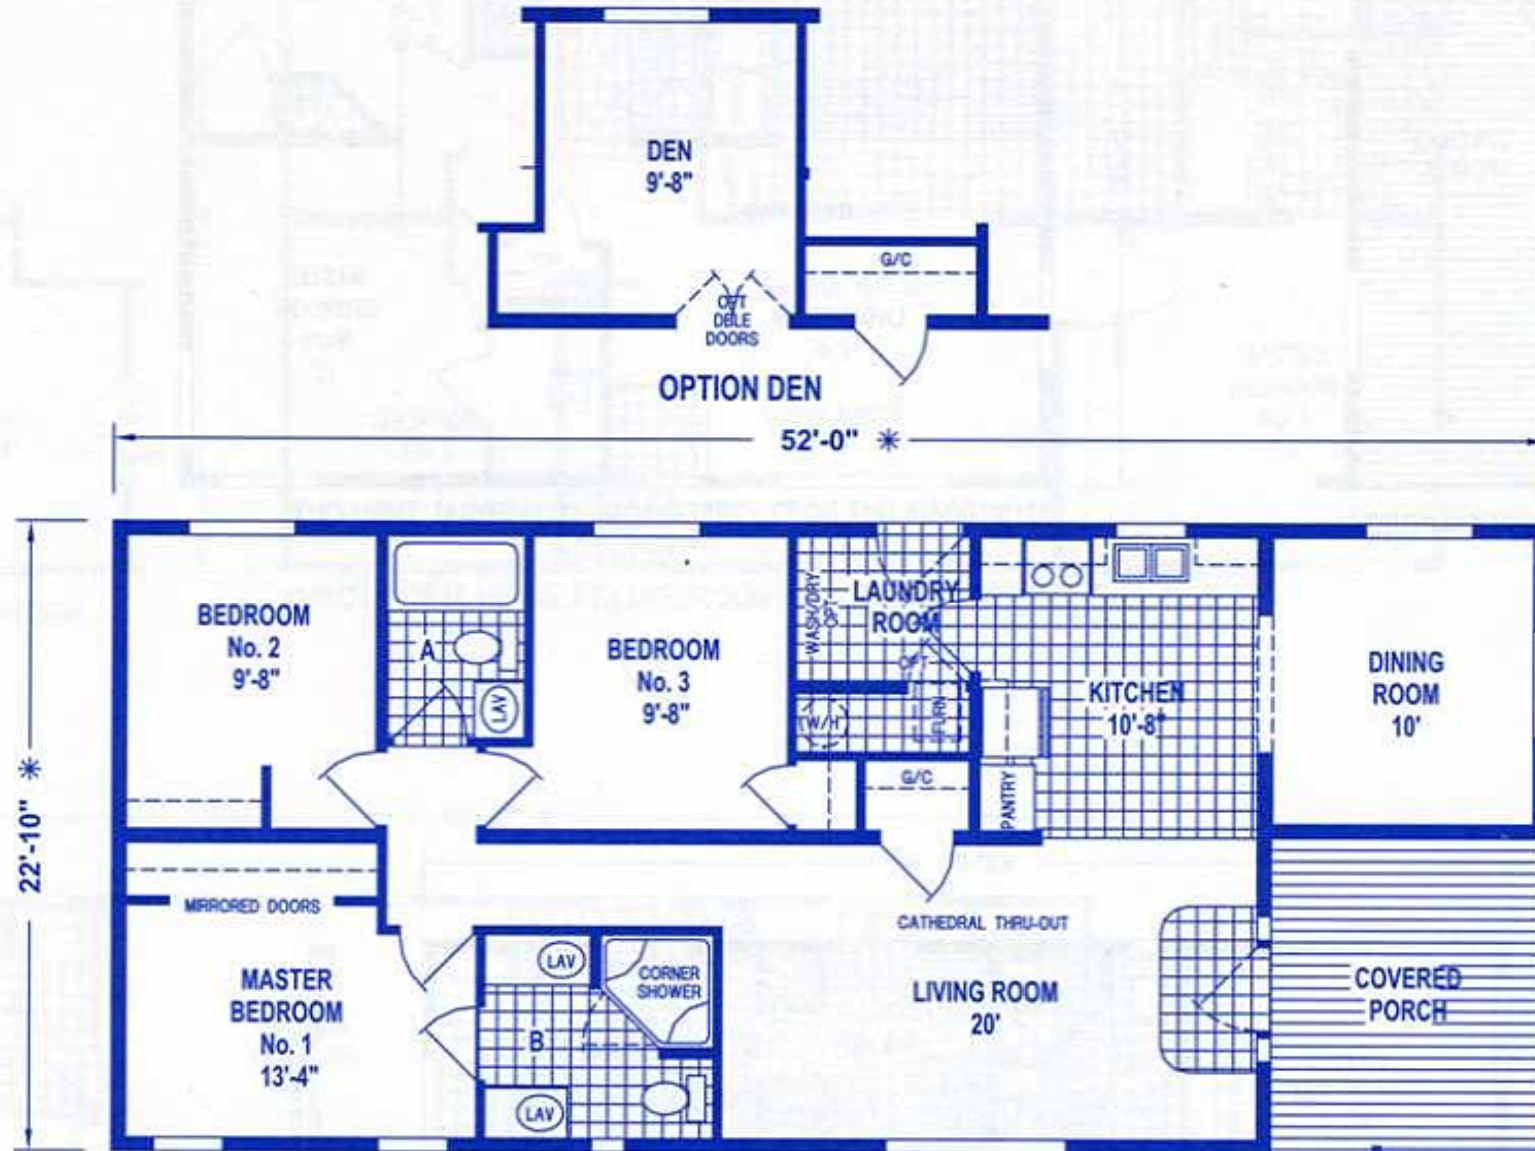 DEN
9'-8"
G/C
OPT
DBLE
DOORS
OPTION DEN
52'-0" ✳
22'-10" ✳
BEDROOM
No. 2
9'-8"
A
LAV
BEDROOM
No. 3
9'-8"
WASH/DRY
OPT.
LAUNDRY
ROOM
OPT
W/H
FURN
G/C
PANTRY
KITCHEN
10'-8"
DINING
ROOM
10'
MIRRORED DOORS
MASTER
BEDROOM
No. 1
13'-4"
LAV
CORNER
SHOWER
B
LAV
CATHEDRAL THRU-OUT
LIVING ROOM
20'
COVERED
PORCH